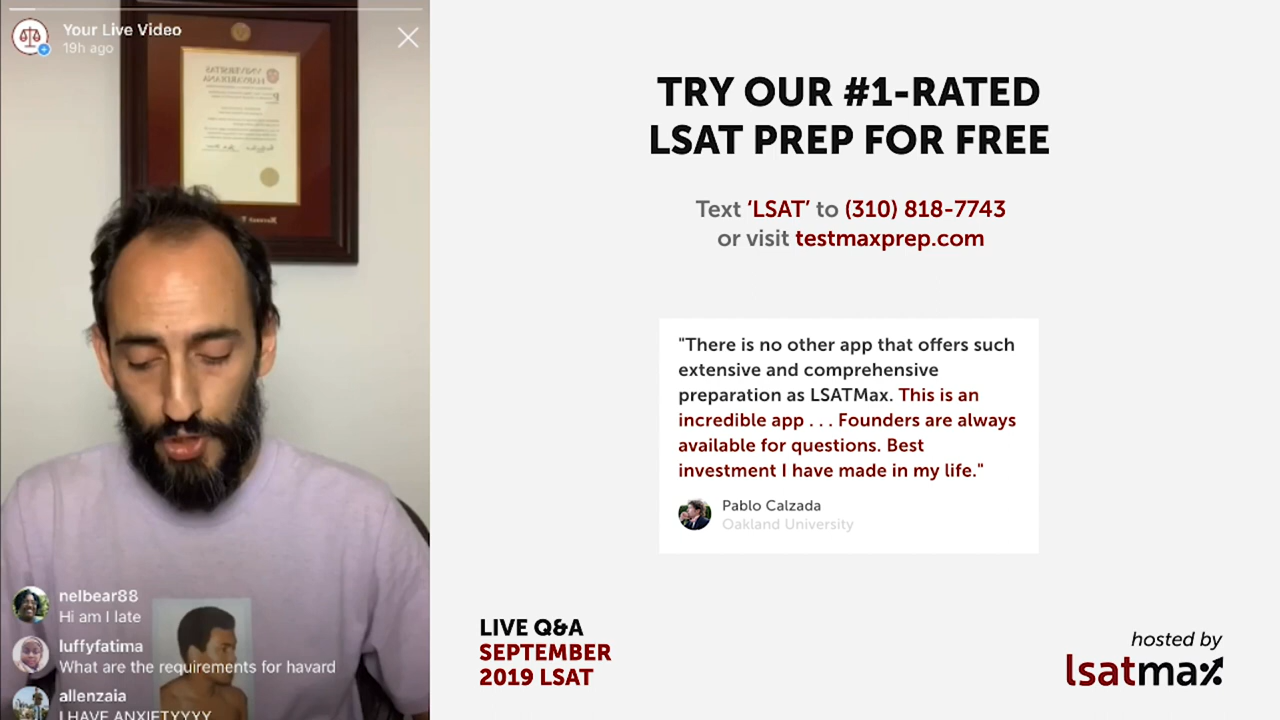 Your Live Video
19h ago
nelbear88
Hi am I late
luffyfatima
What are the requirements for havard
allenzaia
I HAVE ANXIETYYYY
TRY OUR #1-RATED
LSAT PREP FOR FREE
Text ‘LSAT’ to (310) 818-7743
or visit testmaxprep.com
"There is no other app that offers such
extensive and comprehensive
preparation as LSATMax. This is an
incredible app . . . Founders are always
available for questions. Best
investment I have made in my life."
Pablo Calzada
Oakland University
LIVE Q&A
SEPTEMBER
2019 LSAT
hosted by
lsatmax